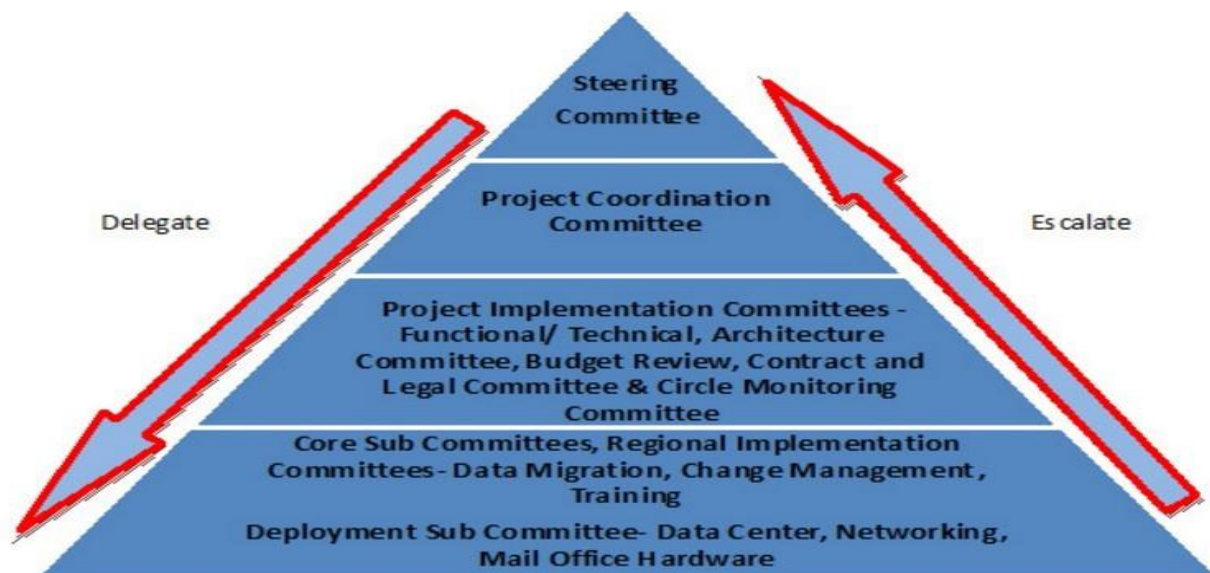 Steering
Committee
Delegate
Project Coordination
Committee
Escalate
Project Implementation Committees -
Functional/ Technical, Architecture
Committee, Budget Review, Contract and
Legal Committee & Circle Monitoring
Committee
Core Sub Committees, Regional Implementation
Committees- Data Migration, Change Management,
Training
Deployment Sub Committee- Data Center, Networking,
Mail Office Hardware